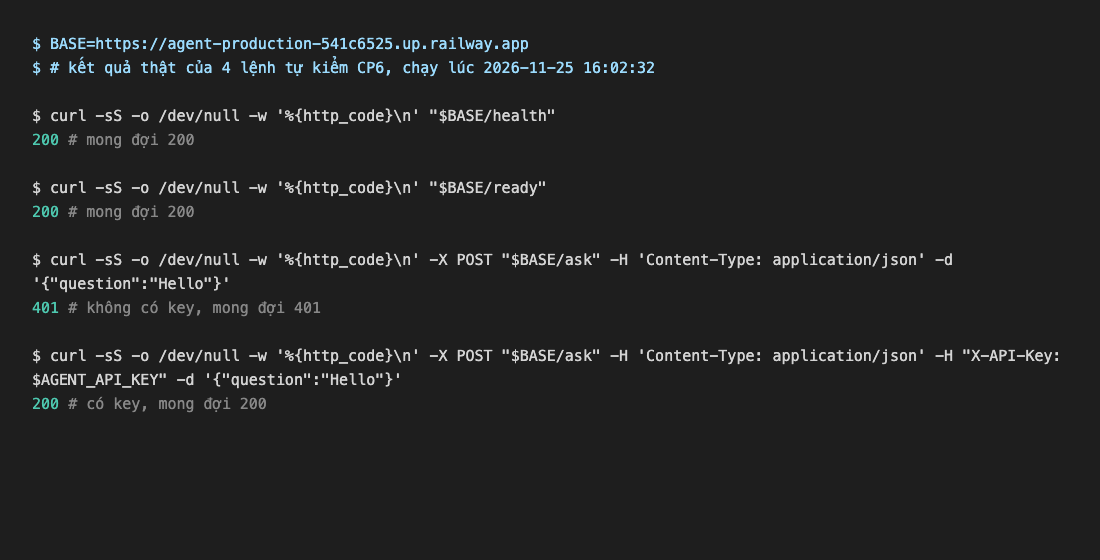 $ BASE=https://agent-production-541c6525.up.railway.app
$ # kết quả thật của 4 lệnh tự kiểm CP6, chạy lúc 2026-11-25 16:02:32
$ curl -sS -o /dev/null -w '%{http_code}\n' "$BASE/health"
200 # mong đợi 200
$ curl -sS -o /dev/null -w '%{http_code}\n' "$BASE/ready"
200 # mong đợi 200
$ curl -sS -o /dev/null -w '%{http_code}\n' -X POST "$BASE/ask" -H 'Content-Type: application/json' -d
'{"question":"Hello"}'
401 # không có key, mong đợi 401
$ curl -sS -o /dev/null -w '%{http_code}\n' -X POST "$BASE/ask" -H 'Content-Type: application/json' -H "X-API-Key:
$AGENT_API_KEY" -d '{"question":"Hello"}'
200 # có key, mong đợi 200